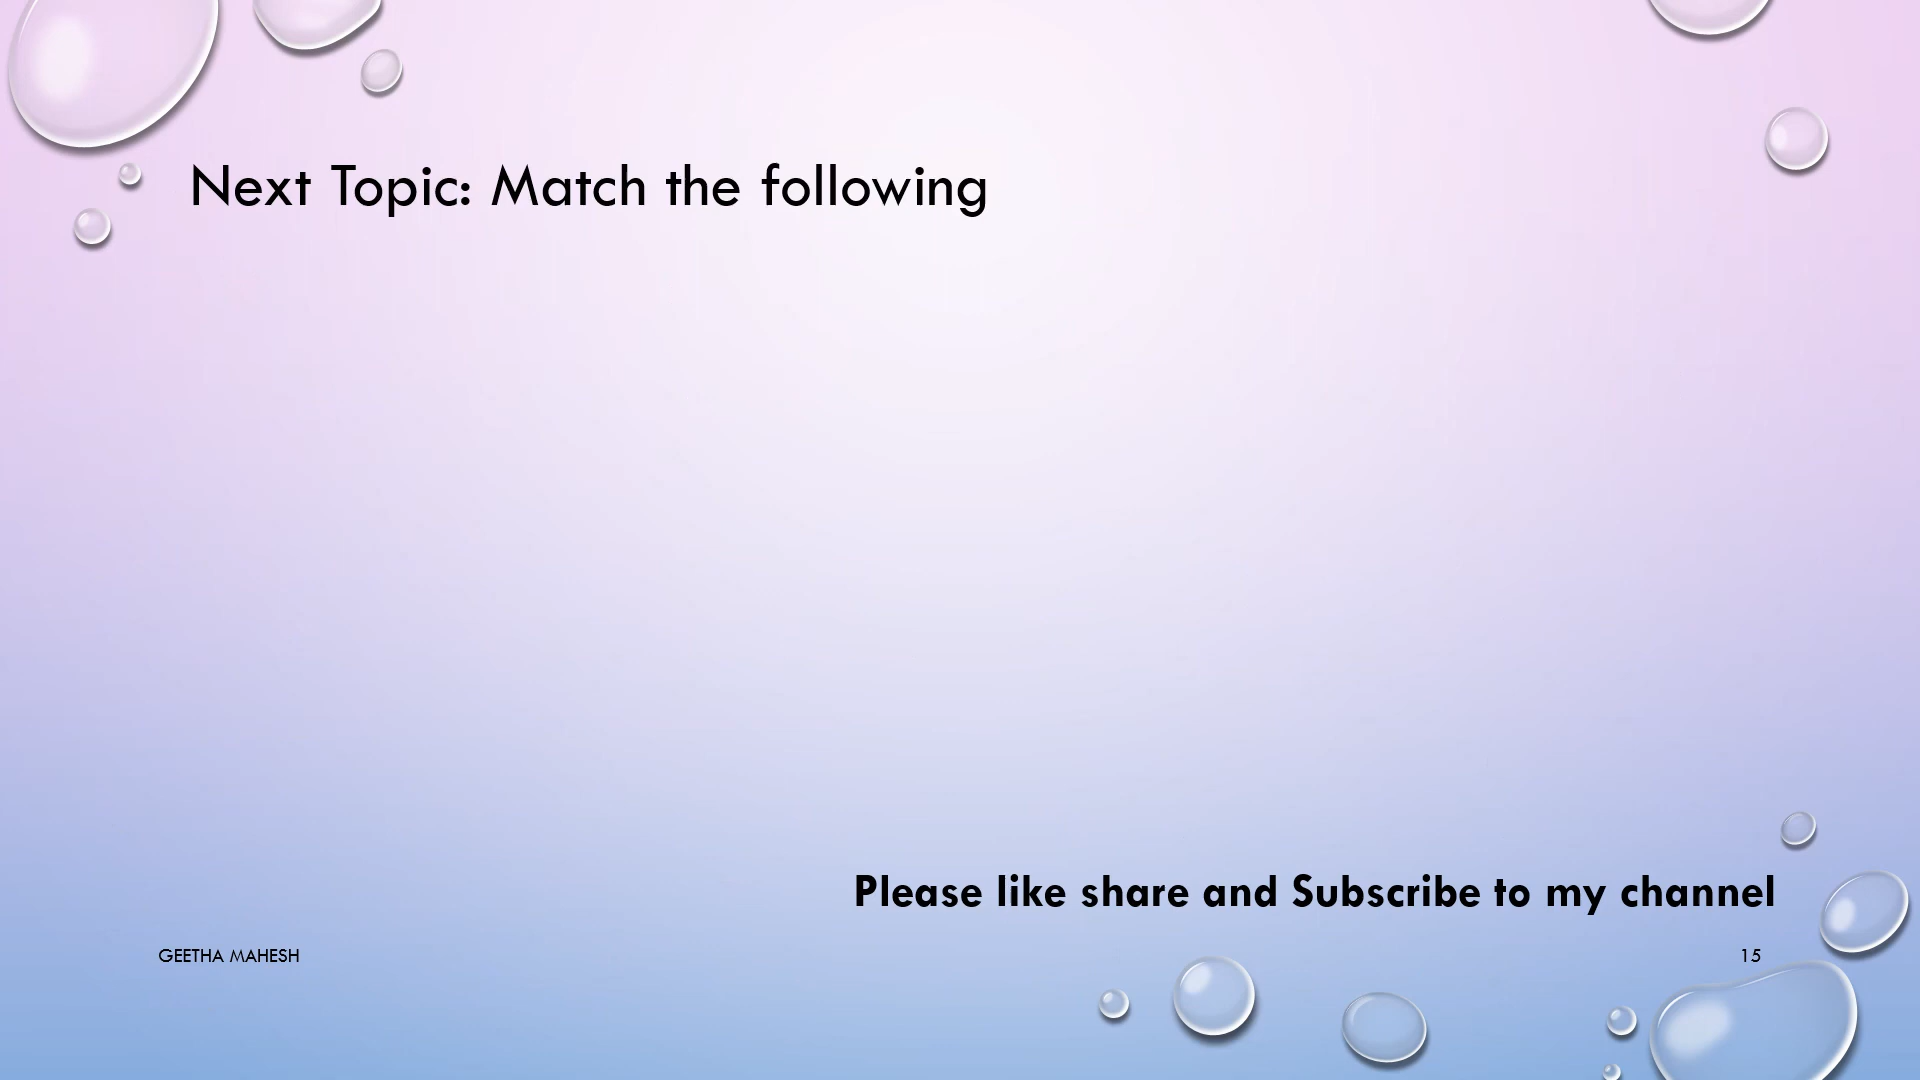 Next Topic: Match the following
Please like share and Subscribe to my channel
GEETHA MAHESH
15